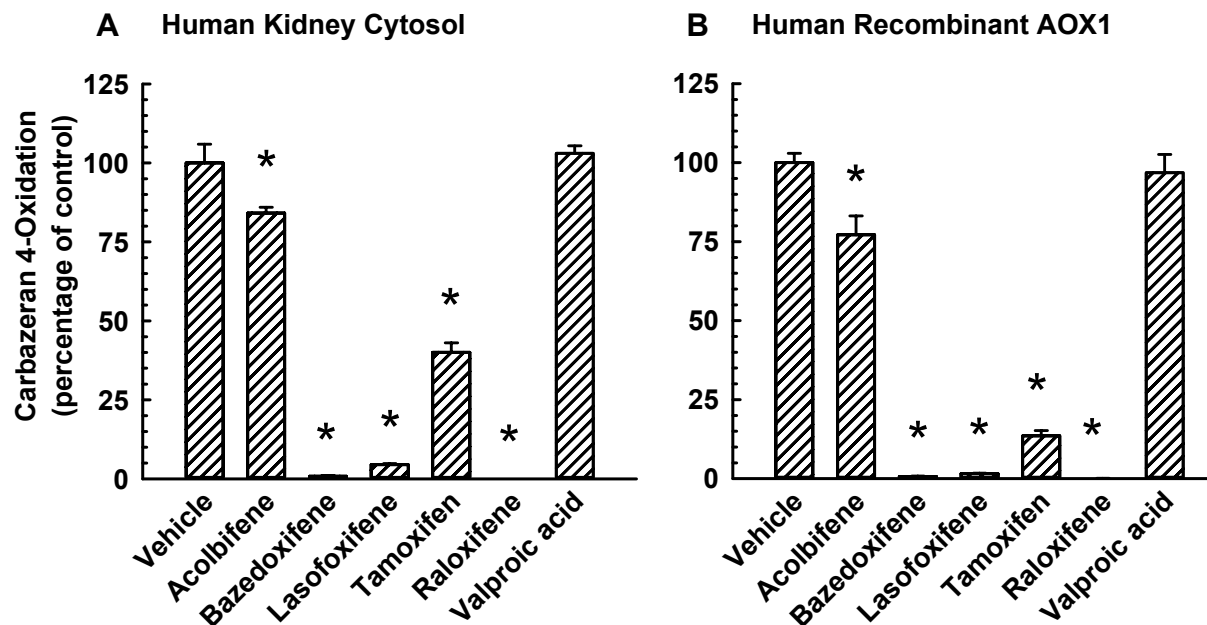 A Human Kidney Cytosol
B Human Recombinant AOX1
Carbazeran 4-Oxidation
(percentage of control)
125
100
75
50
25
0
*
*
*
*
*
Vehicle
Acolbifene
Bazedoxifene
Lasofoxifene
Tamoxifen
Raloxifene
Valproic acid
125
100
75
50
25
0
*
*
*
*
*
Vehicle
Acolbifene
Bazedoxifene
Lasofoxifene
Tamoxifen
Raloxifene
Valproic acid